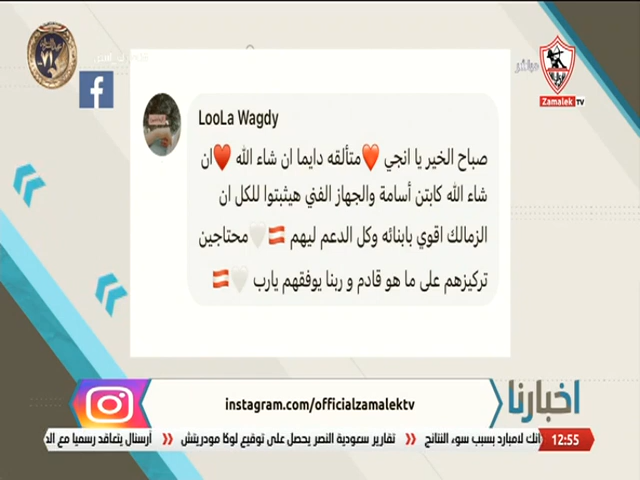 مباشر
Zamalek TV
LooLa Wagdy
صباح الخير يا انجي ❤️متألقه دايما ان شاء الله ❤️ان
شاء الله كابتن أسامة والجهاز الفني هيثبتوا للكل ان
الزمالك اقوي بابنائه وكل الدعم ليهم 🇦🇹🤍محتاجين
تركيزهم على ما هو قادم و ربنا يوفقهم يارب 🤍🇦🇹
اخبارنا
instagram.com/officialzamalektv
12:55 انك لامبارد بسبب سوء النتائج » تقارير سعودية النصر يحصل على توقيع لوكا مودريتش » آرسنال يتعاقد رسميا مع الد